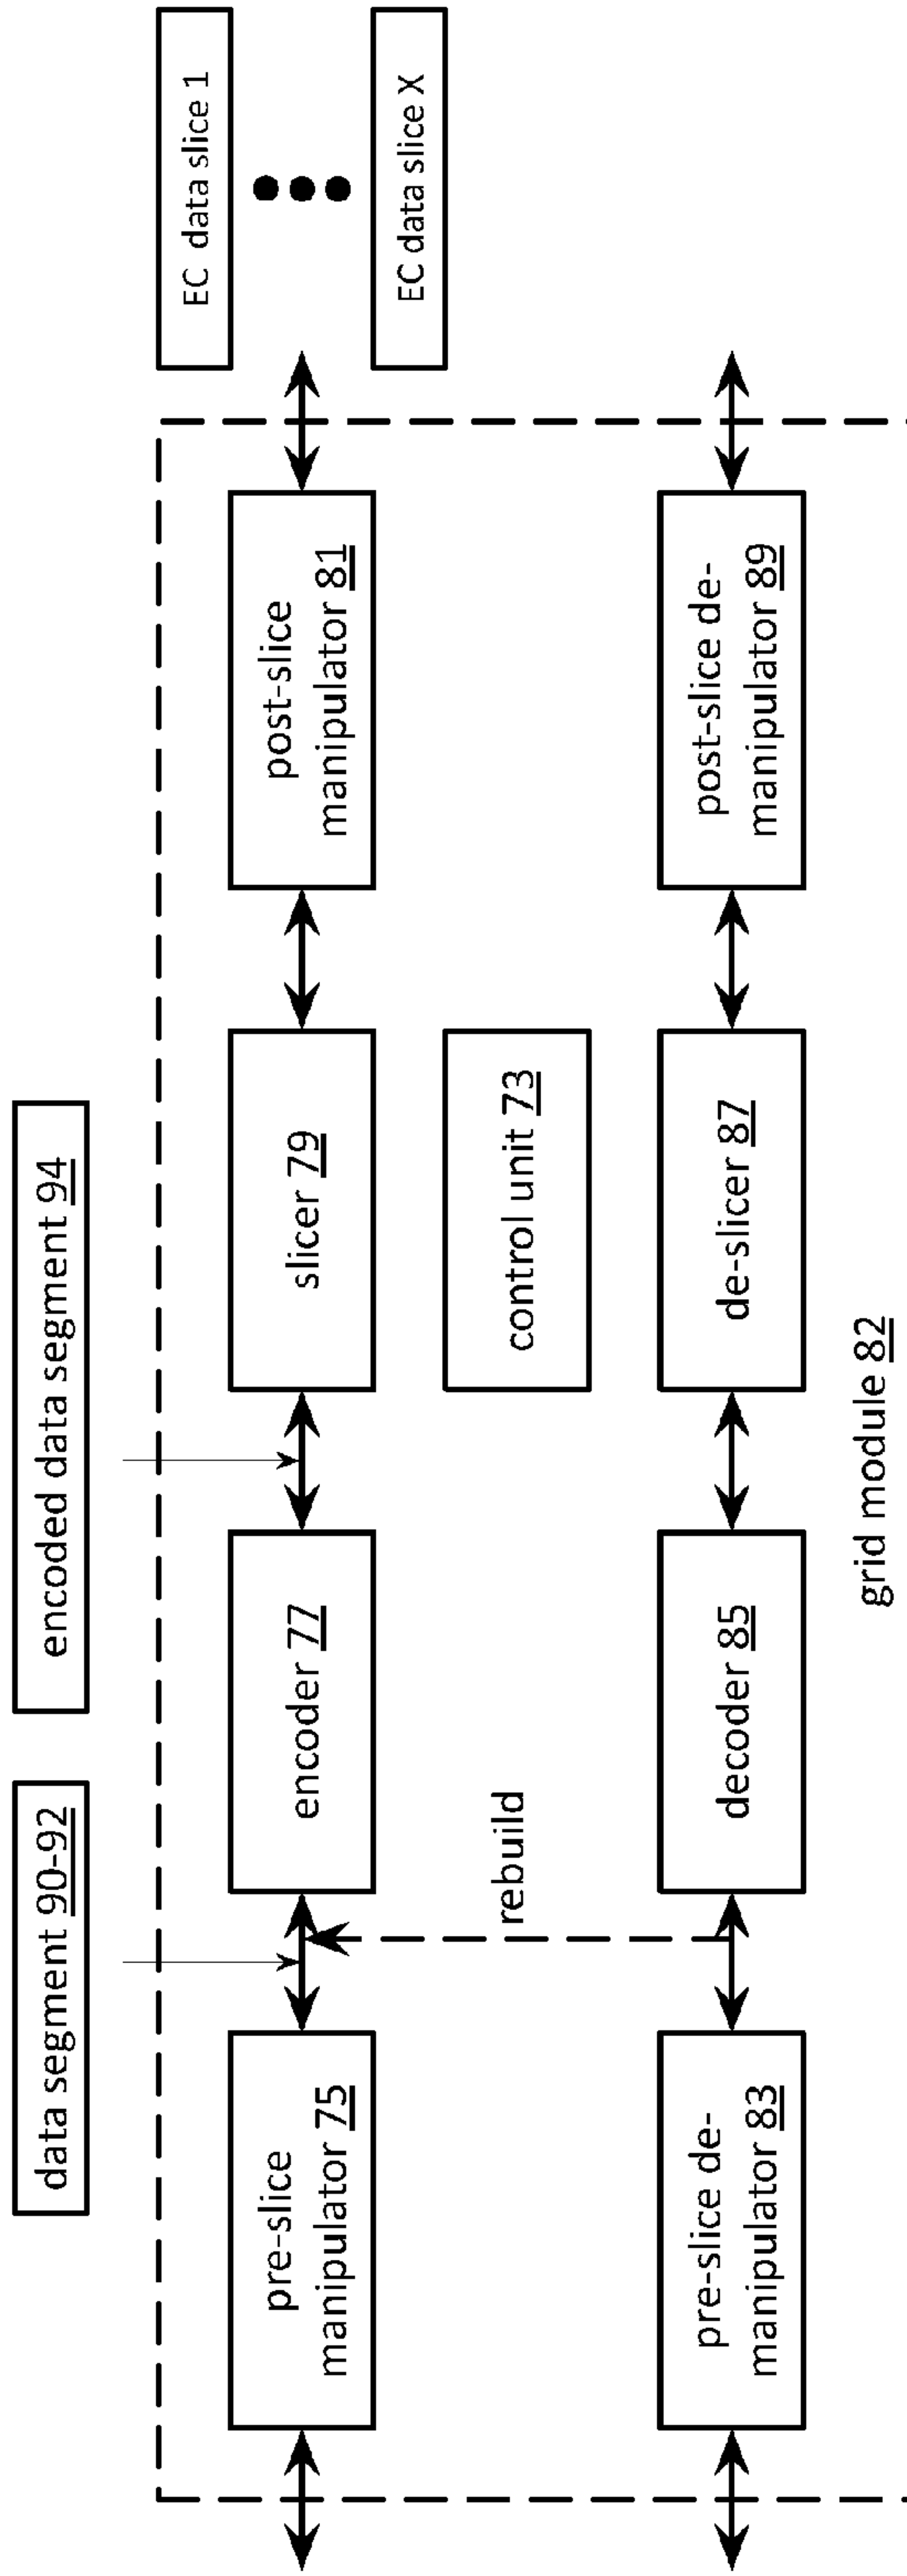 data segment 90-92
encoded data segment 94
EC data slice 1
EC data slice X
pre-slice
manipulator 75
encoder 77
slicer 79
post-slice
manipulator 81
rebuild
control unit 73
pre-slice de-
manipulator 83
decoder 85
de-slicer 87
post-slice de-
manipulator 89
grid module 82